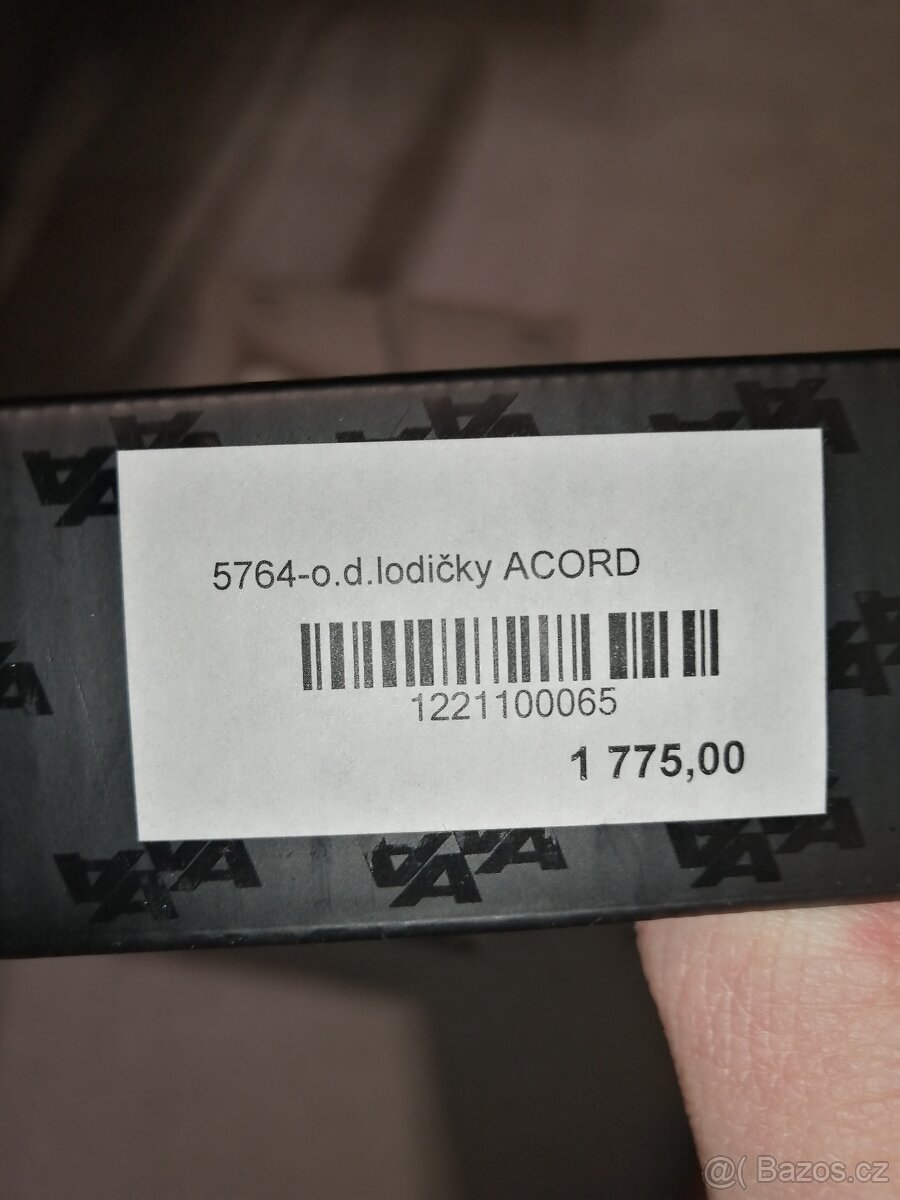 5764-o.d.lodičky ACORD
1221100065
1 775,00
@( Bazos.cz